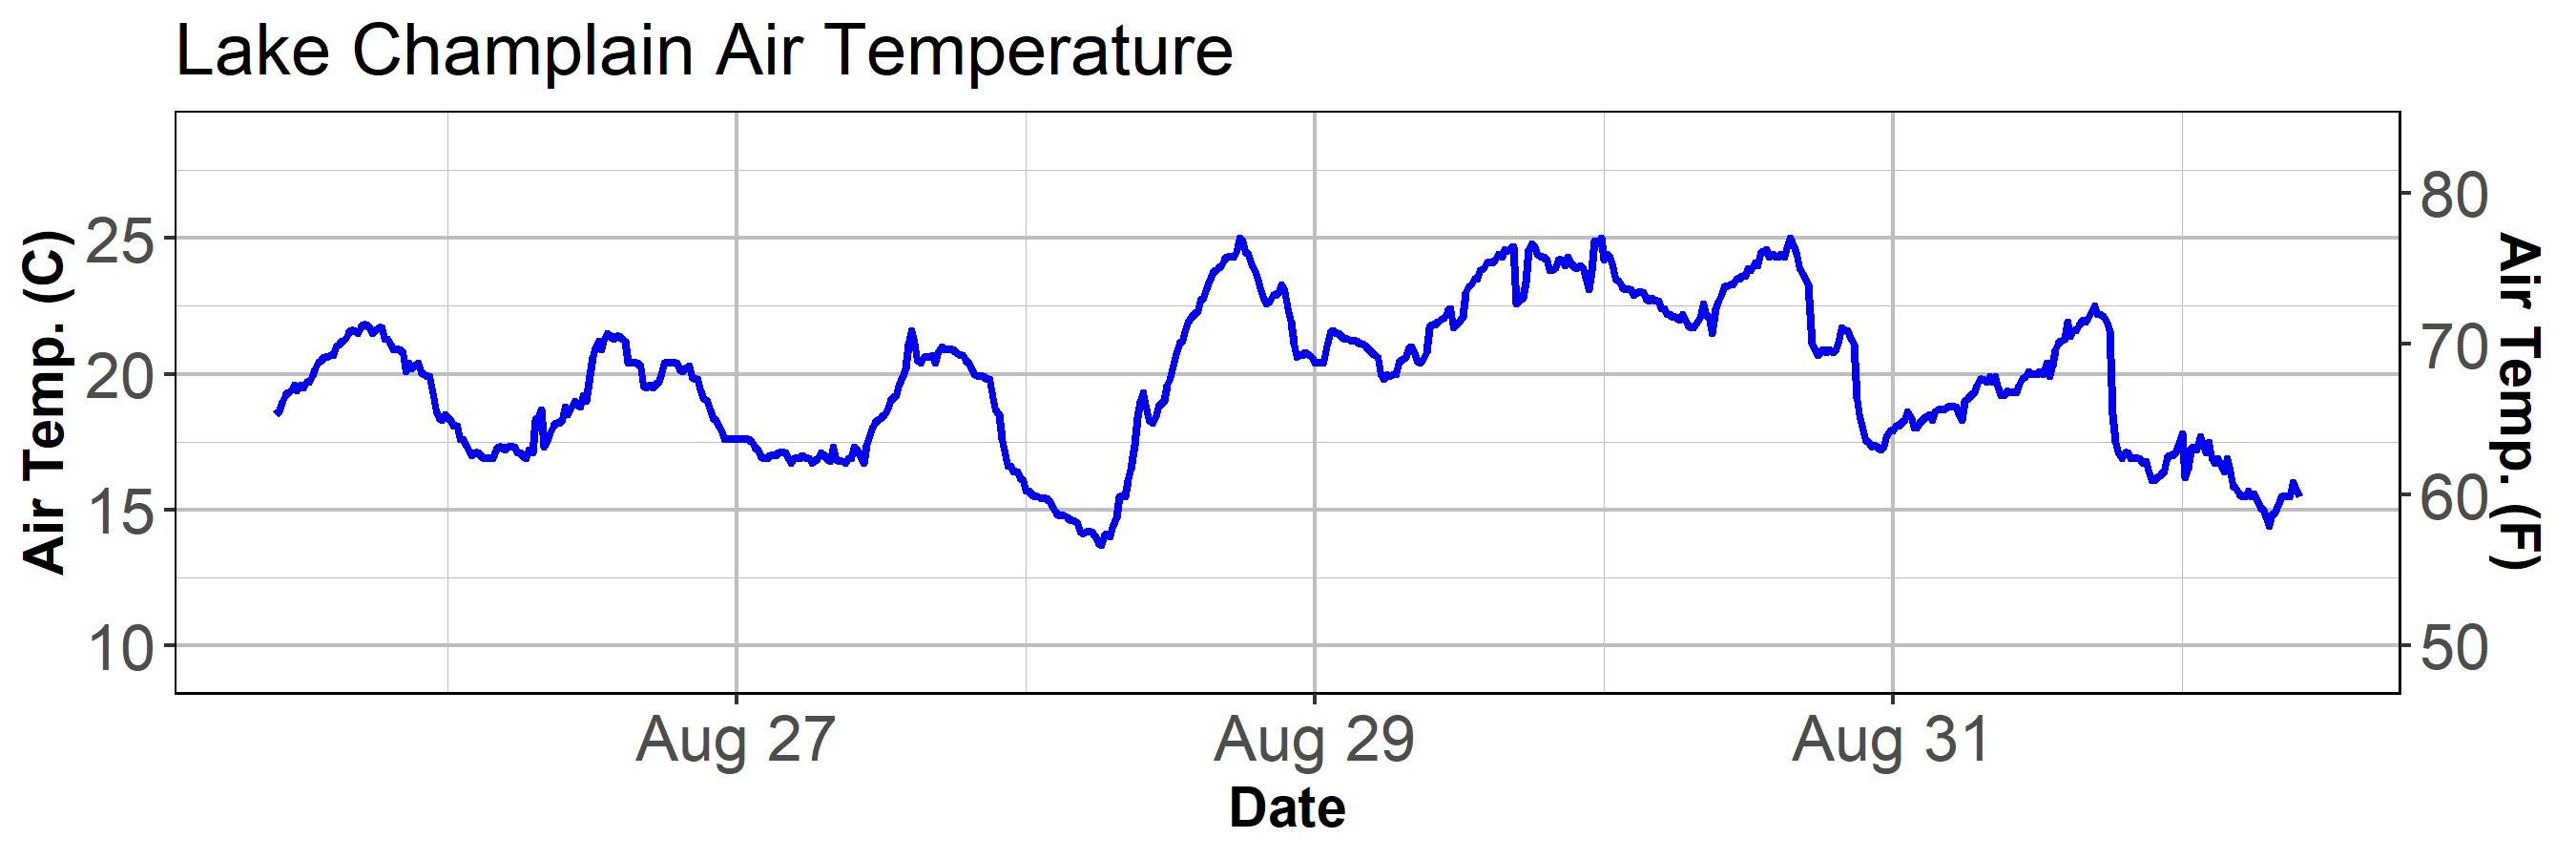 Lake Champlain Air Temperature
Air Temp. (C)
25
20
15
10
80
70
60
50
Air Temp. (F)
Aug 27
Aug 29
Aug 31
Date